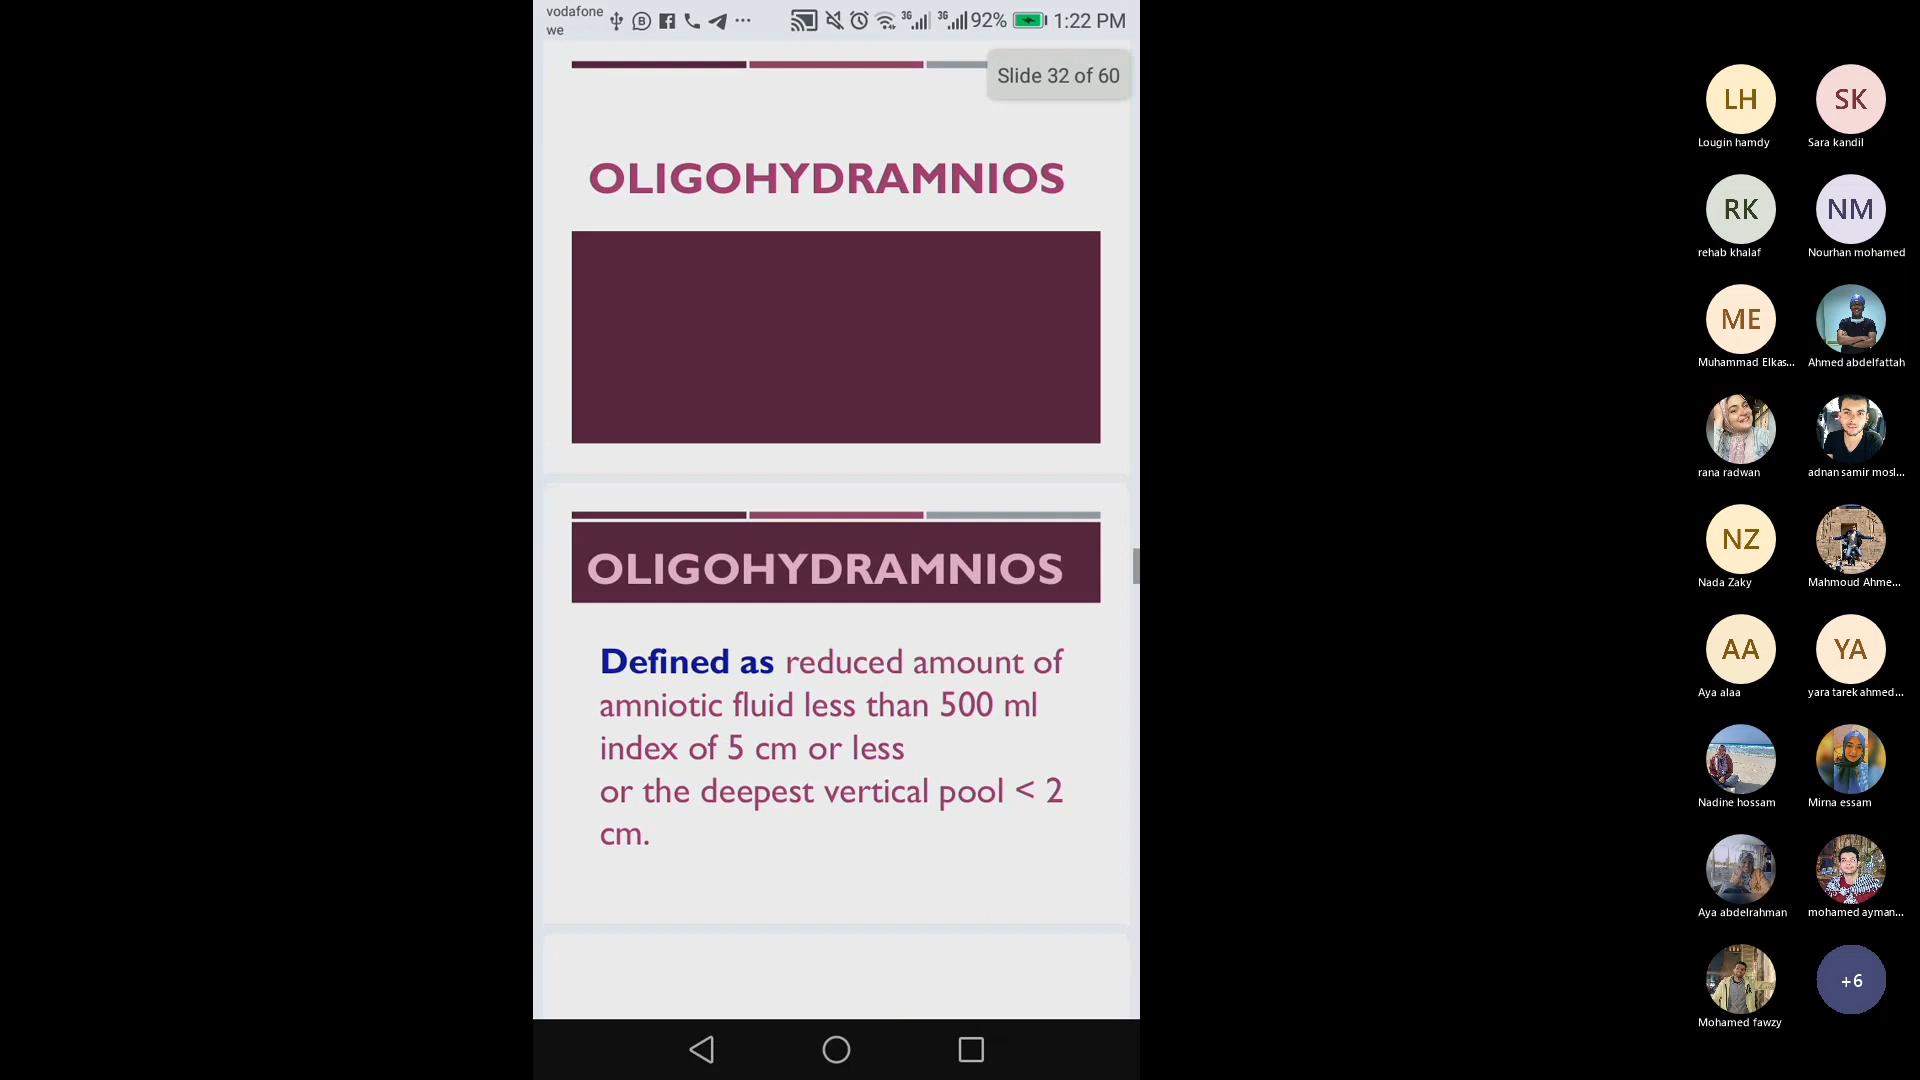 vodafone
we
3G
3G
92%
1:22 PM
Slide 32 of 60
OLIGOHYDRAMNIOS
OLIGOHYDRAMNIOS
Defined as reduced amount of
amniotic fluid less than 500 ml
index of 5 cm or less
or the deepest vertical pool < 2
cm.
LH
SK
Lougin hamdy
Sara kandil
RK
NM
rehab khalaf
Nourhan mohamed
ME
Muhammad Elkas...
Ahmed abdelfattah
rana radwan
adnan samir mosl...
NZ
Nada Zaky
Mahmoud Ahme...
AA
YA
Aya alaa
yara tarek ahmed...
Nadine hossam
Mirna essam
Aya abdelrahman
mohamed ayman...
+6
Mohamed fawzy